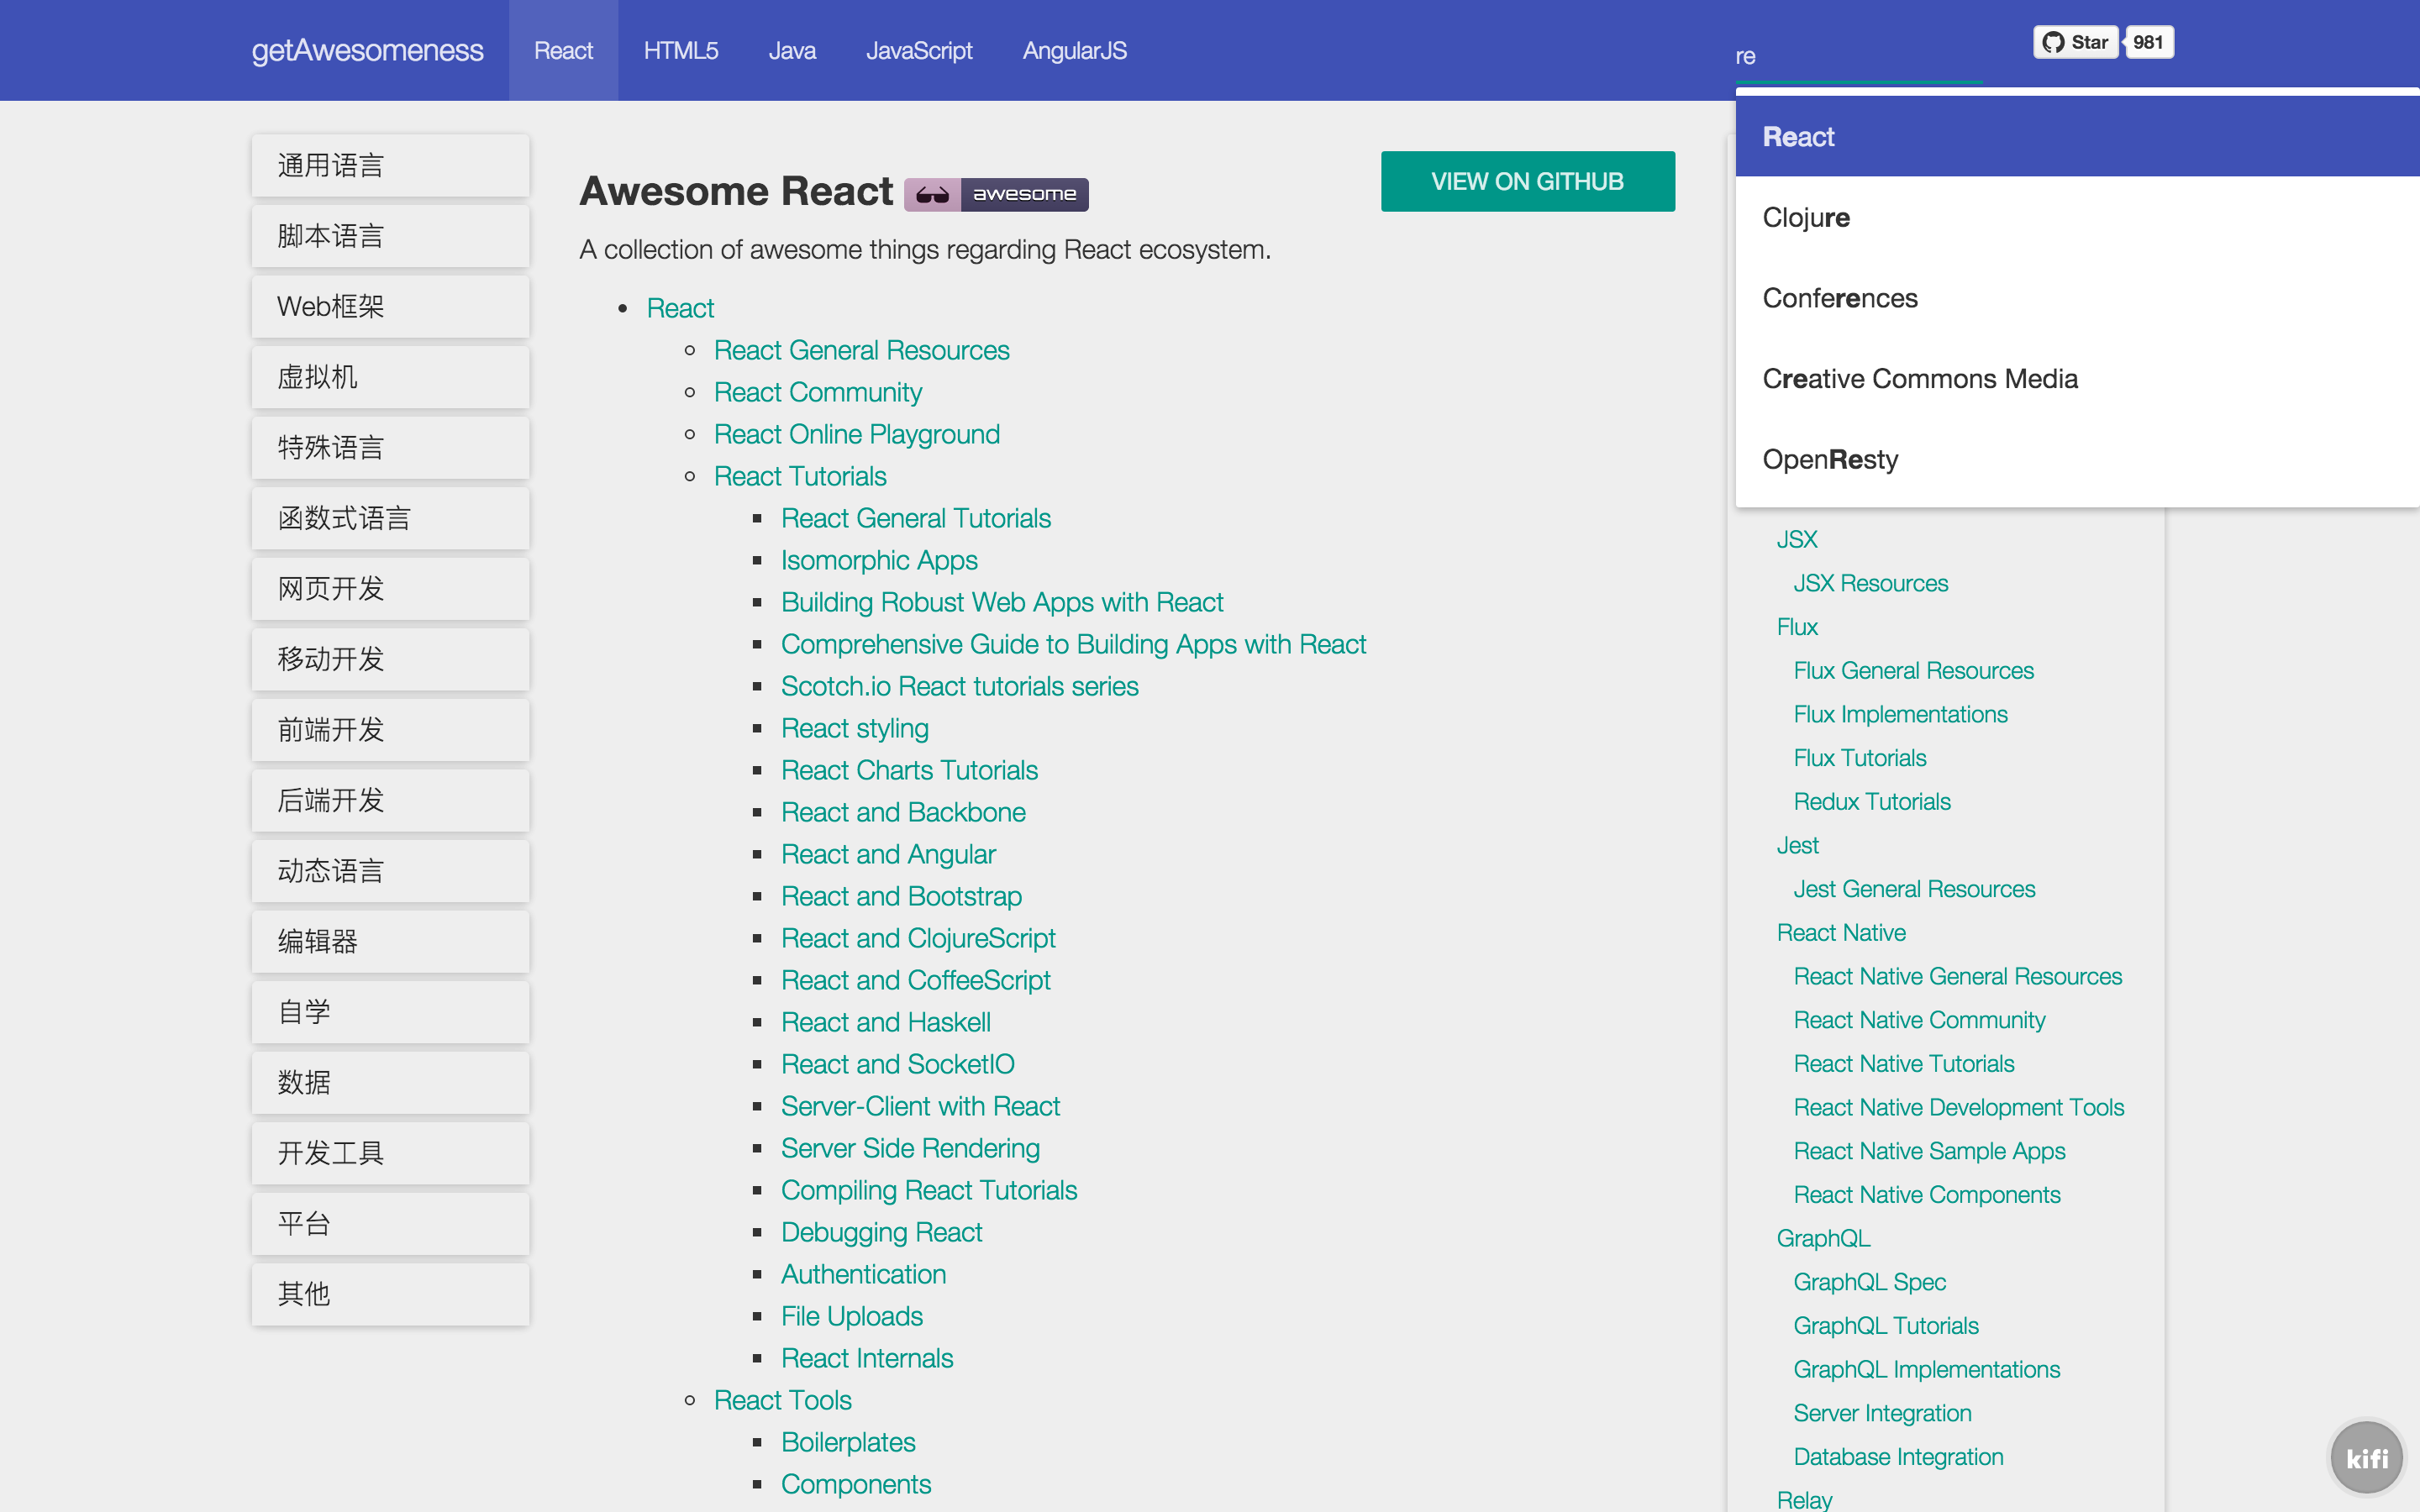 getAwesomeness
React
HTML5
Java
JavaScript
AngularJS
re
Star
981
通用语言
脚本语言
Web框架
虚拟机
特殊语言
函数式语言
网页开发
移动开发
前端开发
后端开发
动态语言
编辑器
自学
数据
开发工具
平台
其他
Awesome React
awesome
VIEW ON GITHUB
A collection of awesome things regarding React ecosystem.
React
React General Resources
React Community
React Online Playground
React Tutorials
React General Tutorials
Isomorphic Apps
Building Robust Web Apps with React
Comprehensive Guide to Building Apps with React
Scotch.io React tutorials series
React styling
React Charts Tutorials
React and Backbone
React and Angular
React and Bootstrap
React and ClojureScript
React and CoffeeScript
React and Haskell
React and SocketIO
Server-Client with React
Server Side Rendering
Compiling React Tutorials
Debugging React
Authentication
File Uploads
React Internals
React Tools
Boilerplates
Components
React
Clojure
Conferences
Creative Commons Media
OpenResty
JSX
JSX Resources
Flux
Flux General Resources
Flux Implementations
Flux Tutorials
Redux Tutorials
Jest
Jest General Resources
React Native
React Native General Resources
React Native Community
React Native Tutorials
React Native Development Tools
React Native Sample Apps
React Native Components
GraphQL
GraphQL Spec
GraphQL Tutorials
GraphQL Implementations
Server Integration
Database Integration
Relay
kifi